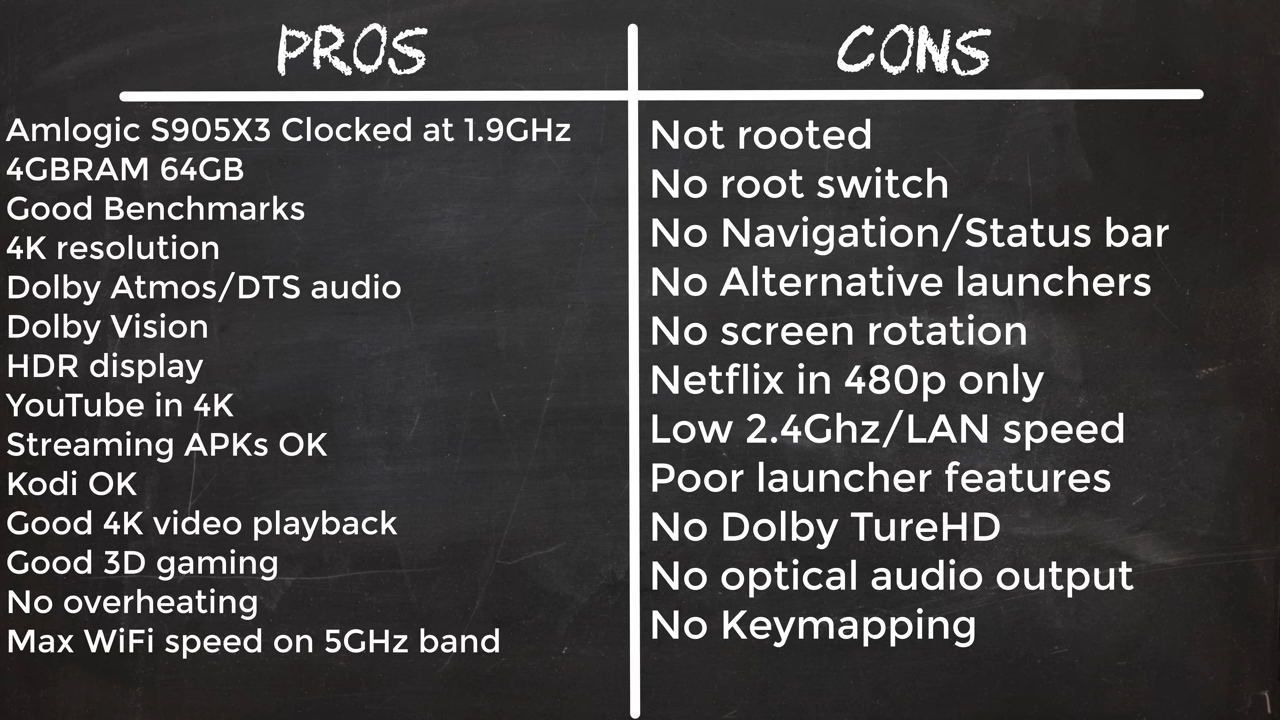 PROS
Amlogic S905X3 Clocked at 1.9GHz
4GBRAM 64GB
Good Benchmarks
4K resolution
Dolby Atmos/DTS audio
Dolby Vision
HDR display
YouTube in 4K
Streaming APKs OK
Kodi OK
Good 4K video playback
Good 3D gaming
No overheating
Max WiFi speed on 5GHz band
CONS
Not rooted
No root switch
No Navigation/Status bar
No Alternative launchers
No screen rotation
Netflix in 480p only
Low 2.4Ghz/LAN speed
Poor launcher features
No Dolby TureHD
No optical audio output
No Keymapping